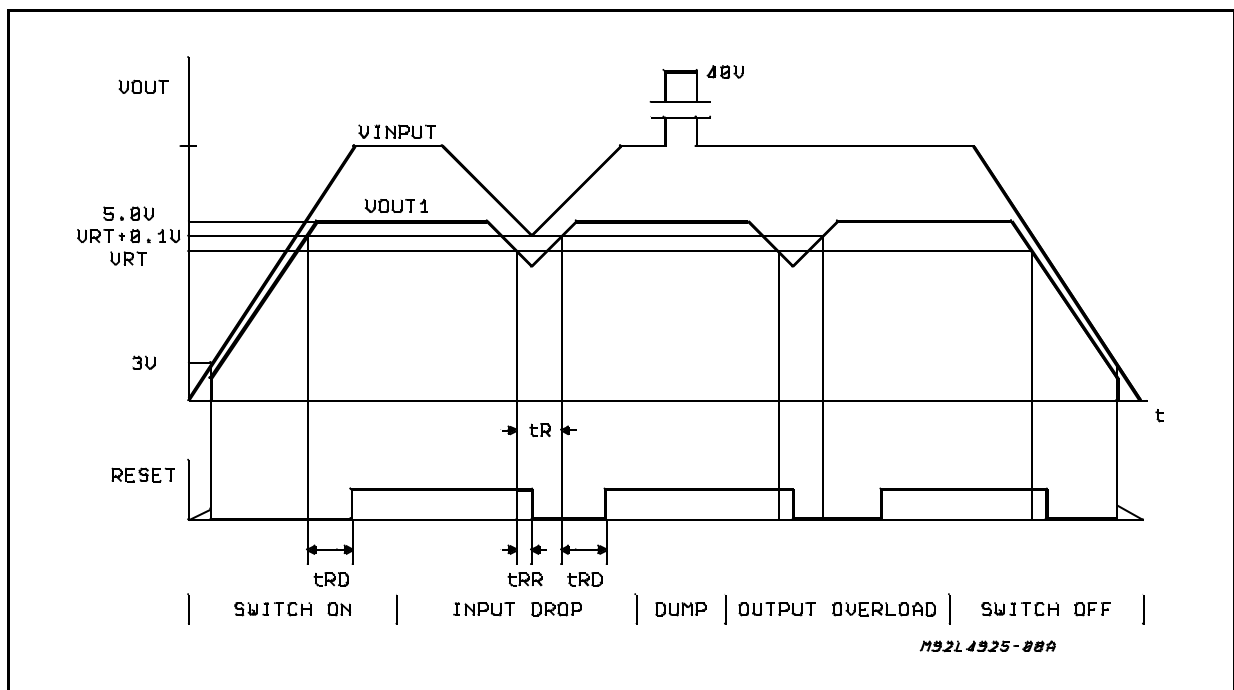 VOUT
40V
VINPUT
5.0V
VOUT1
VRT+0.1V
VRT
3V
t
tR
RESET
tRD
tRR
tRD
SWITCH ON
INPUT DROP
DUMP
OUTPUT OVERLOAD
SWITCH OFF
M92L4925-08A